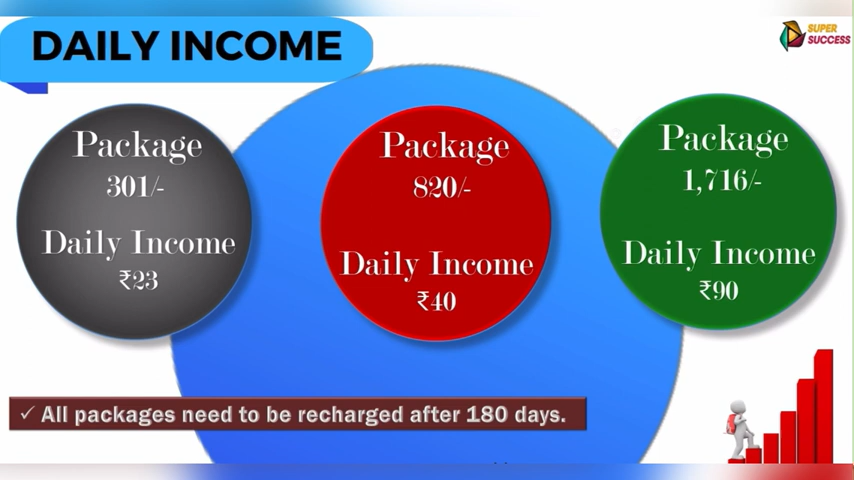 DAILY INCOME
SUPER
SUCCESS
Package
301/-
Daily Income
₹23
Package
820/-
Daily Income
₹40
Package
1,716/-
Daily Income
₹90
✓ All packages need to be recharged after 180 days.